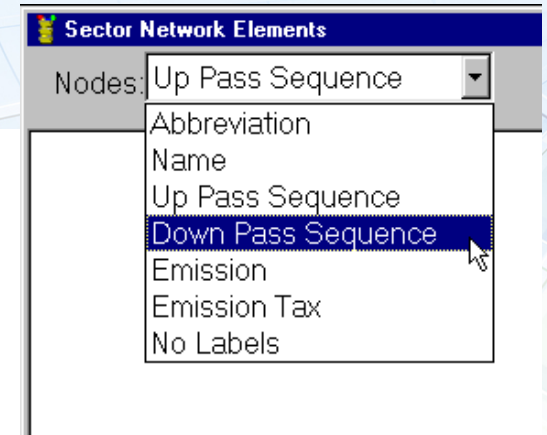 Sector Network Elements
Nodes: Up Pass Sequence
Abbreviation
Name
Up Pass Sequence
Down Pass Sequence
Emission
Emission Tax
No Labels